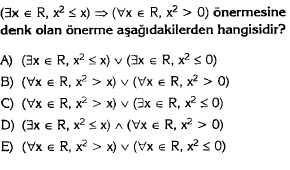 (∃x ∈ R, x² ≤ x) ⇒ (∀x ∈ R, x² > 0) önermesine
denk olan önerme aşağıdakilerden hangisidir?
A) (∃x ∈ R, x² ≤ x) ∨ (∃x ∈ R, x² ≤ 0)
B) (∀x ∈ R, x² > x) ∨ (∀x ∈ R, x² > 0)
C) (∀x ∈ R, x² > x) ∨ (∃x ∈ R, x² ≤ 0)
D) (∃x ∈ R, x² ≤ x) ∧ (∀x ∈ R, x² > 0)
E) (∀x ∈ R, x² > x) ∨ (∀x ∈ R, x² ≤ 0)